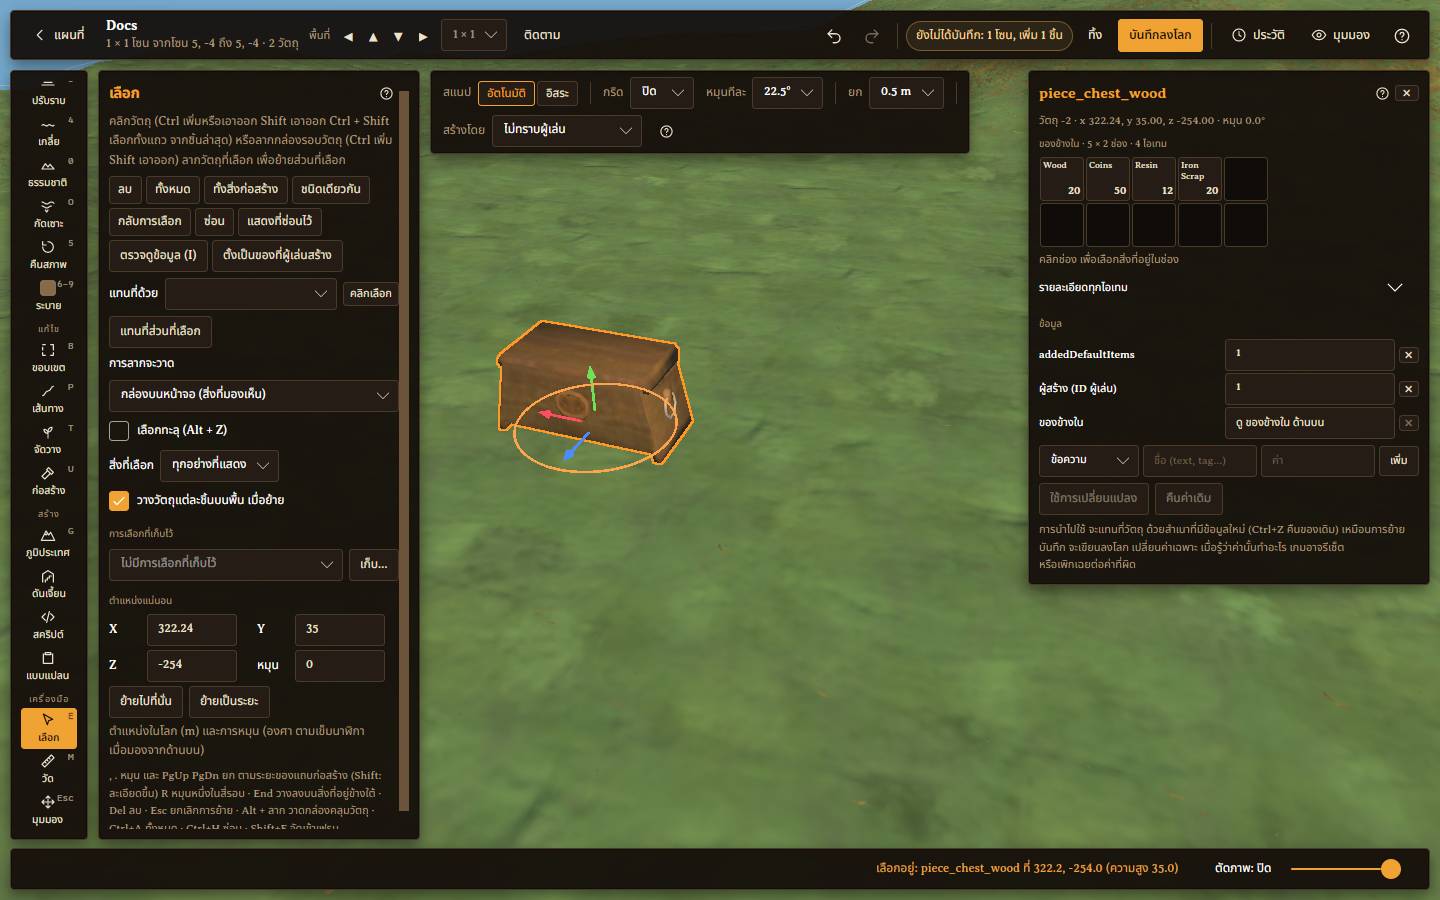 แผนที่
Docs
1 × 1 โซน จากโซน 5, -4 ถึง 5, -4 · 2 วัตถุ
พื้นที่
1 × 1
ติดตาม
ยังไม่ได้บันทึก: 1 โซน, เพิ่ม 1 ชิ้น
ทิ้ง
บันทึกลงโลก
ประวัติ
มุมมอง
ปรับราบ
4
เกลี่ย
0
ธรรมชาติ
O
กัดเซาะ
5
คืนสภาพ
6–9
ระบาย
แก้ไข
B
ขอบเขต
P
เส้นทาง
T
จัดวาง
U
ก่อสร้าง
สร้าง
G
ภูมิประเทศ
ดันเจี้ยน
สคริปต์
แบบแปลน
เครื่องมือ
E
เลือก
M
วัด
Esc
มุมมอง
เลือก
คลิกวัตถุ (Ctrl เพิ่มหรือเอาออก Shift เอาออก Ctrl + Shift
เลือกทั้งแถว จากชิ้นล่าสุด) หรือลากกล่องรอบวัตถุ (Ctrl เพิ่ม
Shift เอาออก) ลากวัตถุที่เลือก เพื่อย้ายส่วนที่เลือก
ลบ
ทั้งหมด
ทั้งสิ่งก่อสร้าง
ชนิดเดียวกัน
กลับการเลือก
ซ่อน
แสดงที่ซ่อนไว้
ตรวจดูข้อมูล (I)
ตั้งเป็นของที่ผู้เล่นสร้าง
แทนที่ด้วย
คลิกเลือก
แทนที่ส่วนที่เลือก
การลากจะวาด
กล่องบนหน้าจอ (สิ่งที่มองเห็น)
เลือกทะลุ (Alt + Z)
สิ่งที่เลือก
ทุกอย่างที่แสดง
วางวัตถุแต่ละชิ้นบนพื้น เมื่อย้าย
การเลือกที่เก็บไว้
ไม่มีการเลือกที่เก็บไว้
เก็บ...
ตำแหน่งแน่นอน
X
322.24
Y
35
Z
-254
หมุน
0
ย้ายไปที่นั่น
ย้ายเป็นระยะ
ตำแหน่งในโลก (m) และการหมุน (องศา ตามเข็มนาฬิกา
เมื่อมองจากด้านบน)
, . หมุน และ PgUp PgDn ยก ตามระยะของแถบก่อสร้าง (Shift:
ละเอียดขึ้น) R หมุนหนึ่งในสี่รอบ · End วางลงบนสิ่งที่อยู่ข้างใต้ ·
Del ลบ · Esc ยกเลิกการย้าย · Alt + ลาก วาดกล่องคลุมวัตถุ ·
Ctrl+A ทั้งหมด · Ctrl+H ซ่อน · Shift+F จัดเข้าเฟรม
สแนป
อัตโนมัติ
อิสระ
กริด
ปิด
หมุนทีละ
22.5°
ยก
0.5 m
สร้างโดย
ไม่ทราบผู้เล่น
piece_chest_wood
วัตถุ -2 · x 322.24, y 35.00, z -254.00 · หมุน 0.0°
ของข้างใน · 5 × 2 ช่อง · 4 ไอเทม
Wood
20
Coins
50
Resin
12
Iron
Scrap
20
คลิกช่อง เพื่อเลือกสิ่งที่อยู่ในช่อง
รายละเอียดทุกไอเทม
ข้อมูล
addedDefaultItems
1
ผู้สร้าง (ID ผู้เล่น)
1
ของข้างใน
ดู ของข้างใน ด้านบน
ข้อความ
ชื่อ (text, tag...)
ค่า
เพิ่ม
ใช้การเปลี่ยนแปลง
คืนค่าเดิม
การนำไปใช้ จะแทนที่วัตถุ ด้วยสำเนาที่มีข้อมูลใหม่ (Ctrl+Z คืนของเดิม) เหมือนการย้าย
บันทึก จะเขียนลงโลก เปลี่ยนค่าเฉพาะ เมื่อรู้ว่าค่านั้นทำอะไร เกมอาจรีเซ็ต
หรือเพิกเฉยต่อค่าที่ผิด
เลือกอยู่: piece_chest_wood ที่ 322.2, -254.0 (ความสูง 35.0)
ตัดภาพ: ปิด